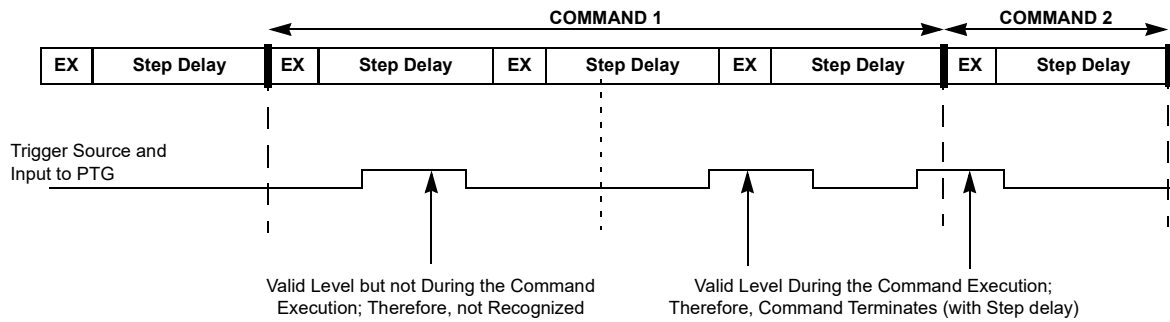 COMMAND 1 COMMAND 2
EX Step Delay EX Step Delay EX Step Delay EX Step Delay EX Step Delay
Trigger Source and
Input to PTG
Valid Level but not During the Command
Execution; Therefore, not Recognized
Valid Level During the Command Execution;
Therefore, Command Terminates (with Step delay)